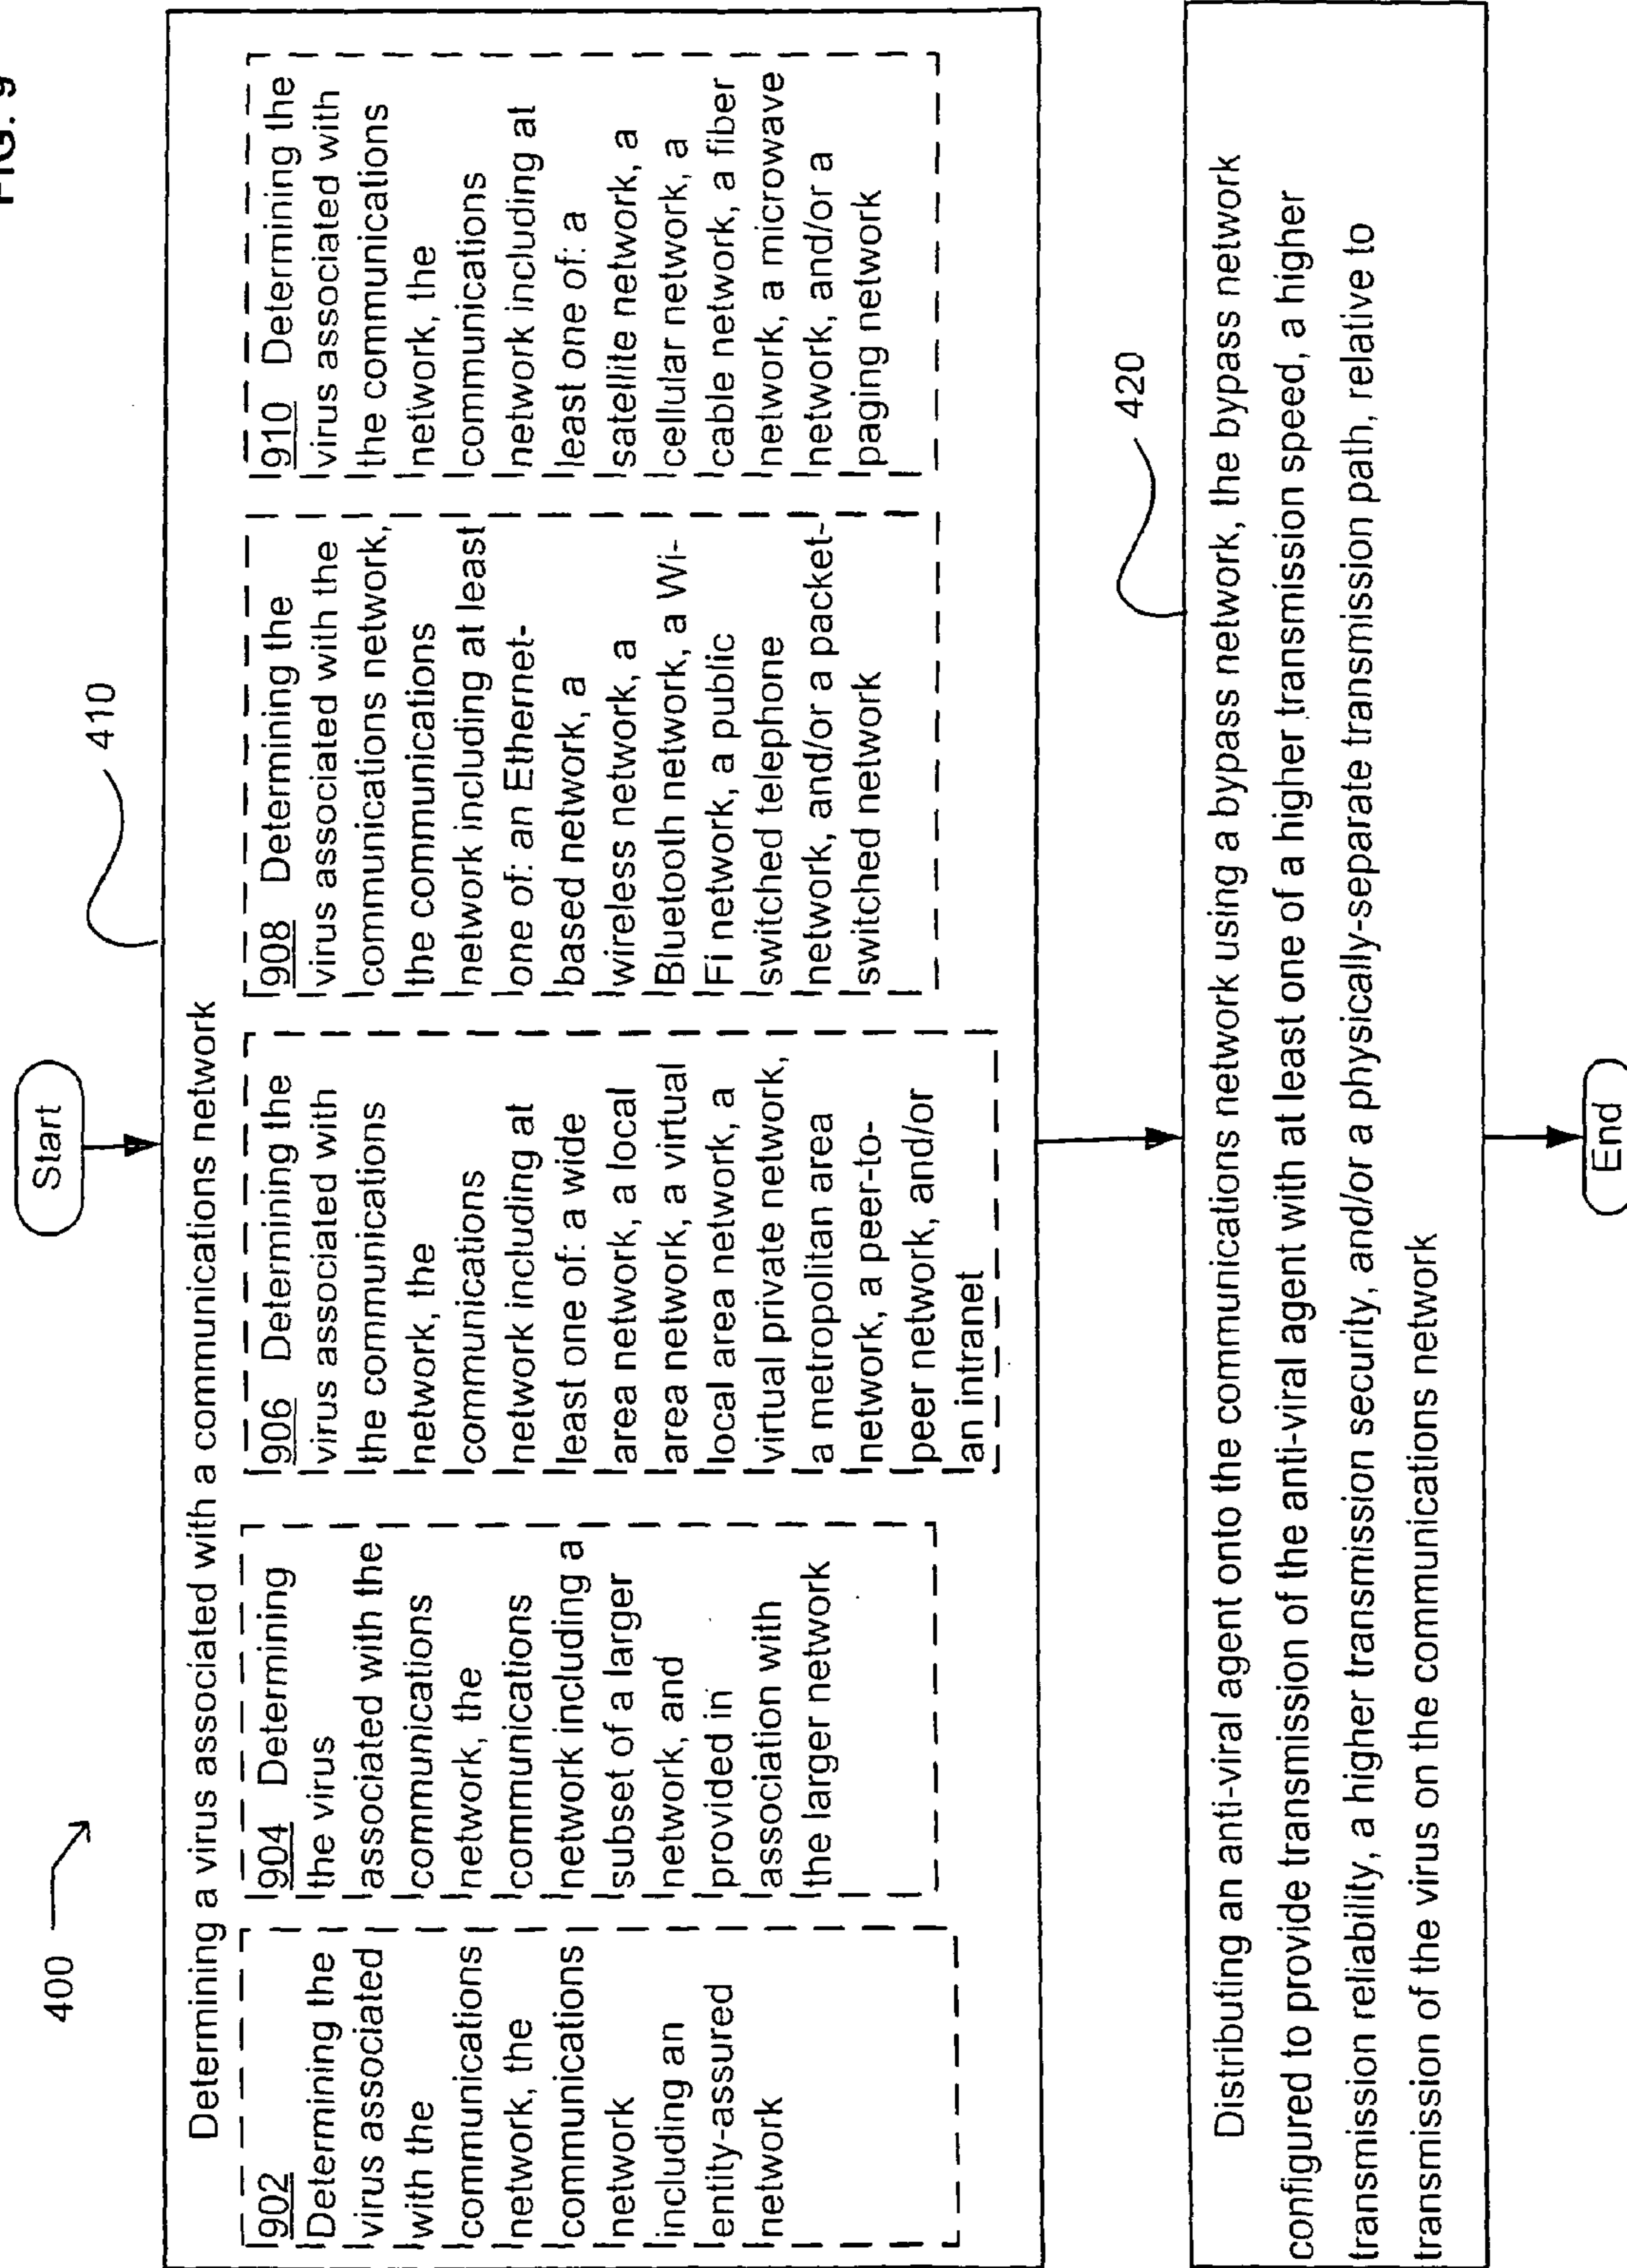 FIG. 9
400
Start
410
Determining a virus associated with a communications network
902
Determining the
virus associated
with the
communications
network, the
communications
network
including an
entity-assured
network
904 Determining
the virus
associated with the
communications
network, the
communications
network including a
subset of a larger
network, and
provided in
association with
the larger network
906 Determining the
virus associated with
the communications
network, the
communications
network including at
least one of: a wide
area network, a local
area network, a virtual
local area network, a
virtual private network,
a metropolitan area
network, a peer-to-
peer network, and/or
an intranet
908 Determining the
virus associated with the
communications network,
the communications
network including at least
one of: an Ethernet-
based network, a
wireless network, a
Bluetooth network, a Wi-
Fi network, a public
switched telephone
network, and/or a packet-
switched network
910 Determining the
virus associated with
the communications
network, the
communications
network including at
least one of: a
satellite network, a
cellular network, a
cable network, a fiber
network, a microwave
network, and/or a
paging network
420
Distributing an anti-viral agent onto the communications network using a bypass network, the bypass network
configured to provide transmission of the anti-viral agent with at least one of a higher transmission speed, a higher
transmission reliability, a higher transmission security, and/or a physically-separate transmission path, relative to
transmission of the virus on the communications network
End